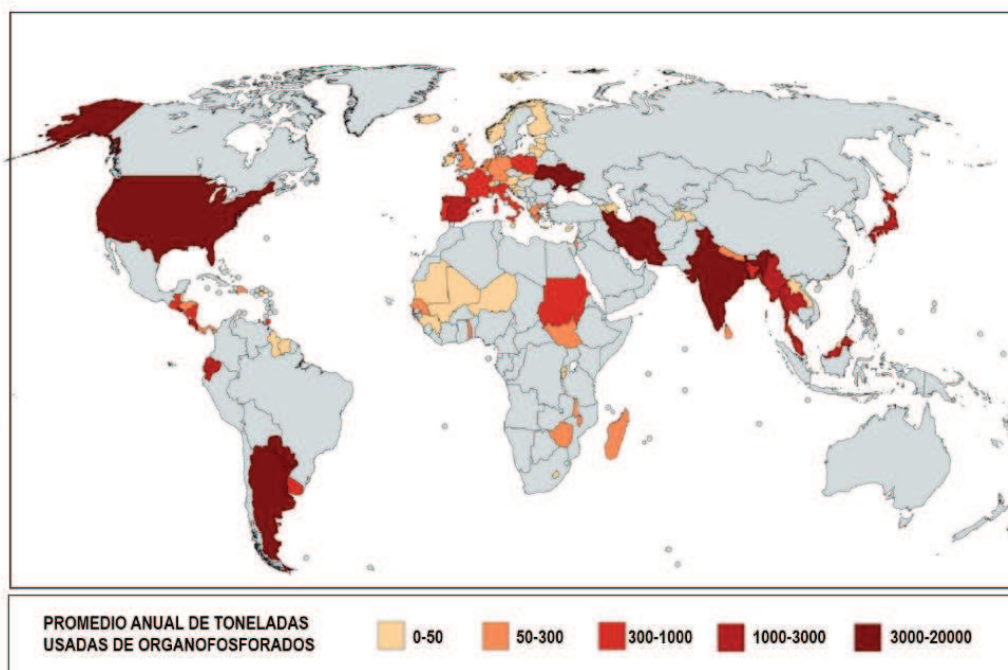 PROMEDIO ANUAL DE TONELADAS
USADAS DE ORGANOFOSFORADOS
0-50
50-300
300-1000
1000-3000
3000-20000